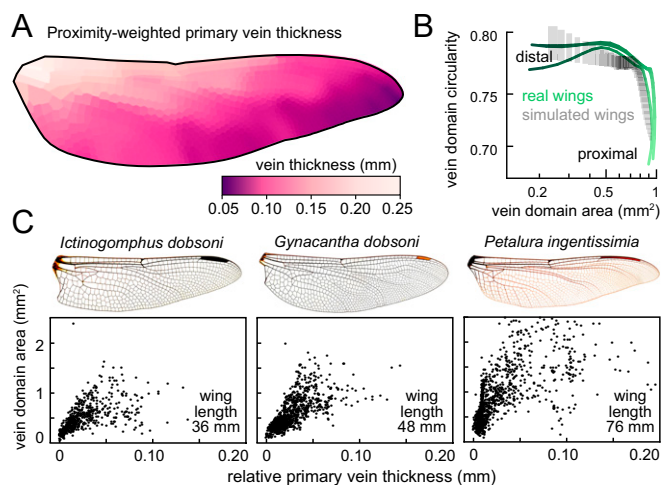 A
Proximity-weighted primary vein thickness
vein thickness (mm)
0.05 0.10 0.15 0.20 0.25
B
vein domain circularity
0.80
0.75
0.70
distal
real wings
simulated wings
proximal
0.2 0.5 1
vein domain area (mm²)
C
Ictinogomphus dobsoni
Gynacantha dobsoni
Petalura ingentissimia
vein domain area (mm²)
2
1
0
wing
length
36 mm
wing
length
48 mm
wing
length
76 mm
0 0.10 0.20
0 0.10 0.20
0 0.10 0.20
relative primary vein thickness (mm)